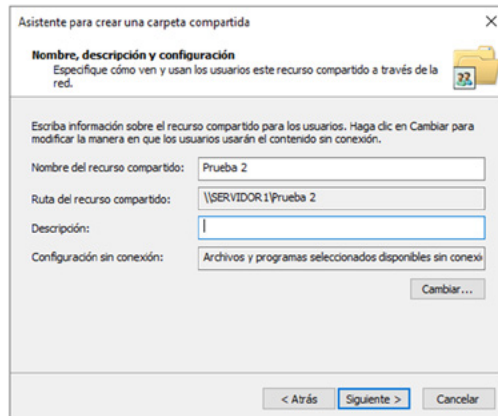 Asistente para crear una carpeta compartida
Nombre, descripción y configuración
Especifique cómo ven y usan los usuarios este recurso compartido a través de la
red.
Escriba información sobre el recurso compartido para los usuarios. Haga clic en Cambiar para
modificar la manera en que los usuarios usarán el contenido sin conexión.
Nombre del recurso compartido: Prueba 2
Ruta del recurso compartido: \\SERVIDOR1\Prueba 2
Descripción:
Configuración sin conexión: Archivos y programas seleccionados disponibles sin conexi
Cambiar...
< Atrás Siguiente > Cancelar